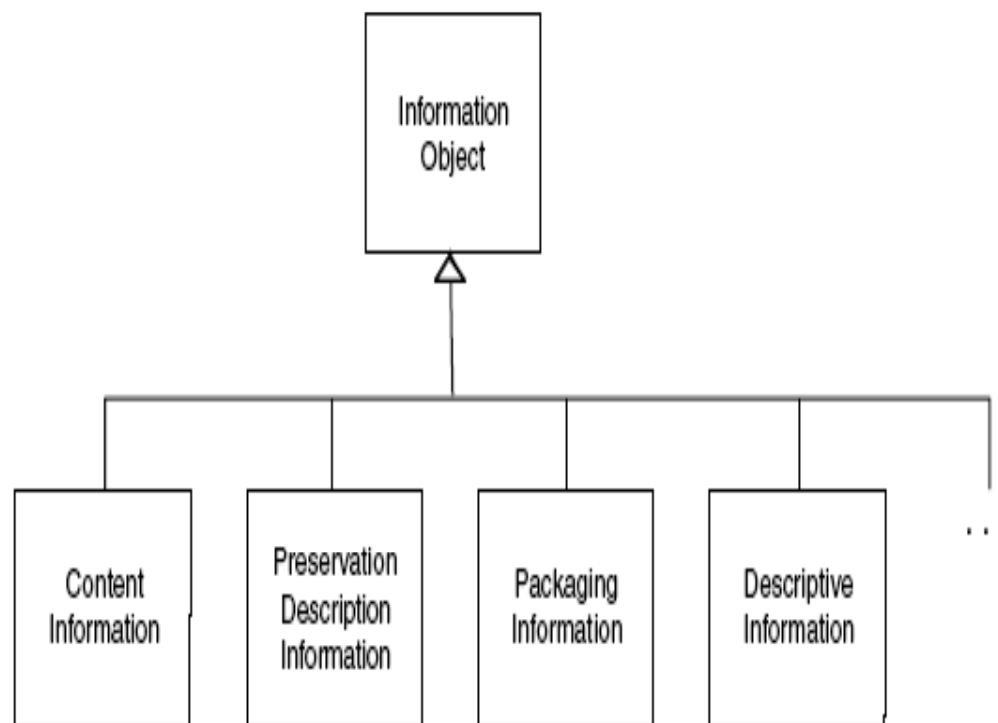 Information
Object
Content
Information
Preservation
Description
Information
Packaging
Information
Descriptive
Information
. .